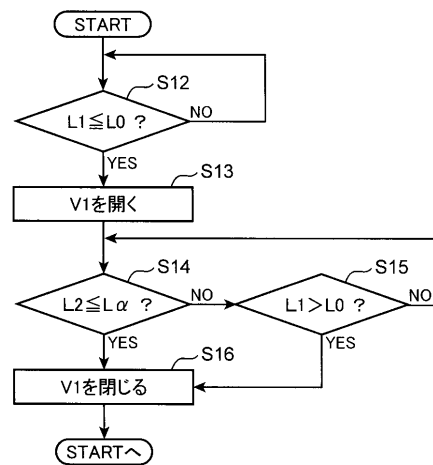 START
S12
L1≦L0 ?
NO
YES
S13
V1を開く
S14
L2≦Lα ?
NO
YES
S15
L1>L0 ?
NO
YES
S16
V1を閉じる
STARTへ